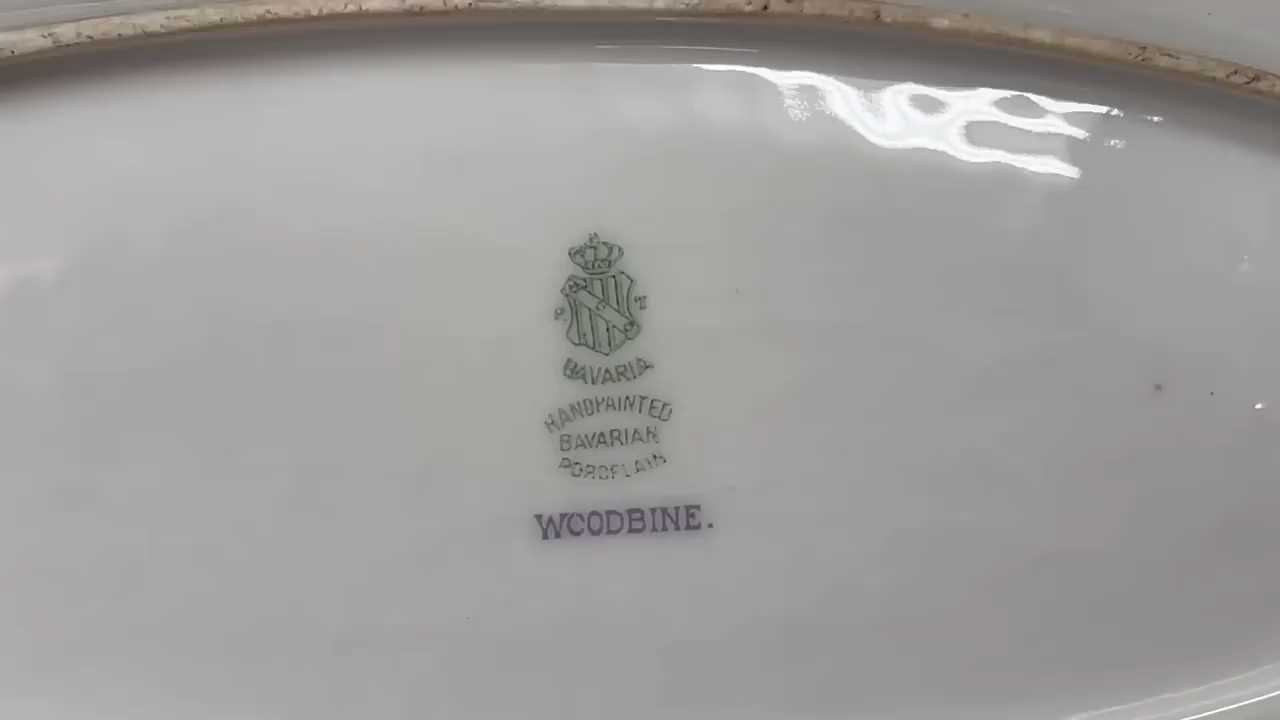 P. T
BAVARIA
HANDPAINTED
BAVARIAN
PORCELAIN
WOODBINE.